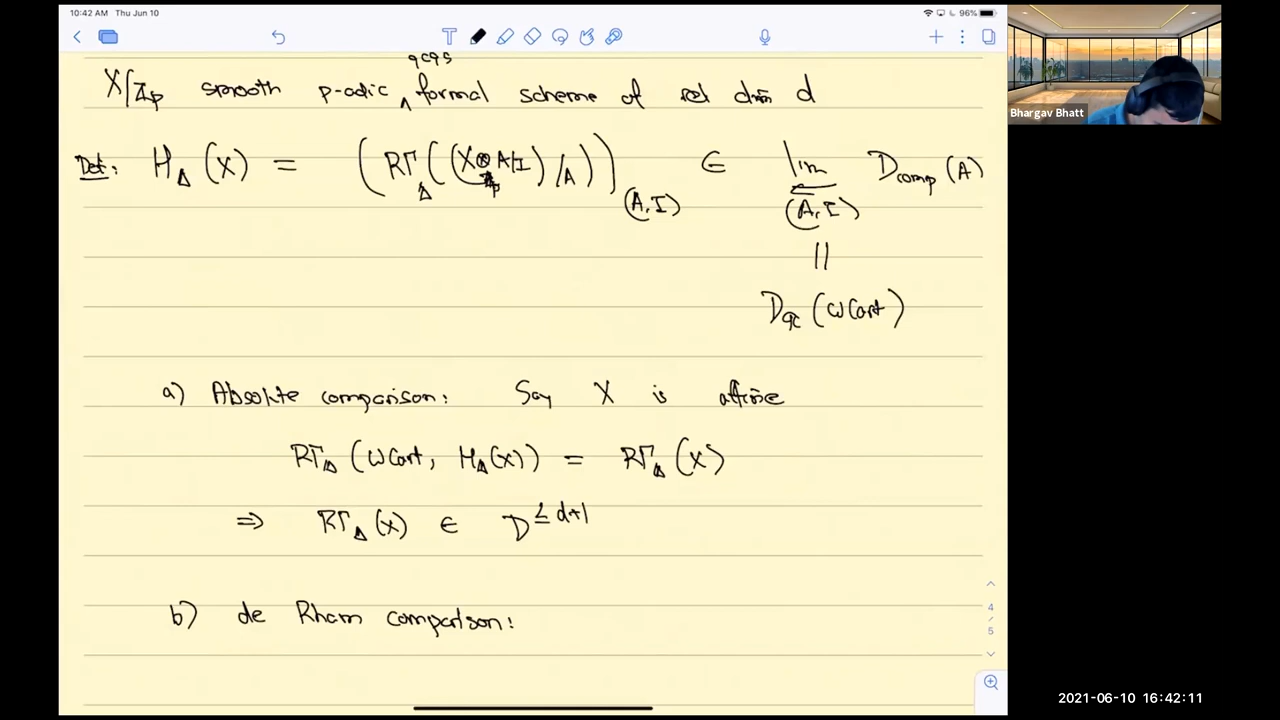 10:42 AM Thu Jun 10
96%
qcqs
X/ℤp smooth p-adic ^ formal scheme of rel dim d
Def: H_Δ(X) = (RΓ_Δ((X⊗_{ℤp} A/I)/A))_{(A,I)} ∈ lim_{(A,I)} D_comp(A)
||
D_qc(WCart)
a) Absolute comparison: Say X is affine
RΓ_Δ(WCart, H_Δ(X)) = RΓ_Δ(X)
⇒ RΓ_Δ(X) ∈ D^{≤ d+1}
b) de Rham comparison:
4
/
5
Bhargav Bhatt
2021-06-10 16:42:11